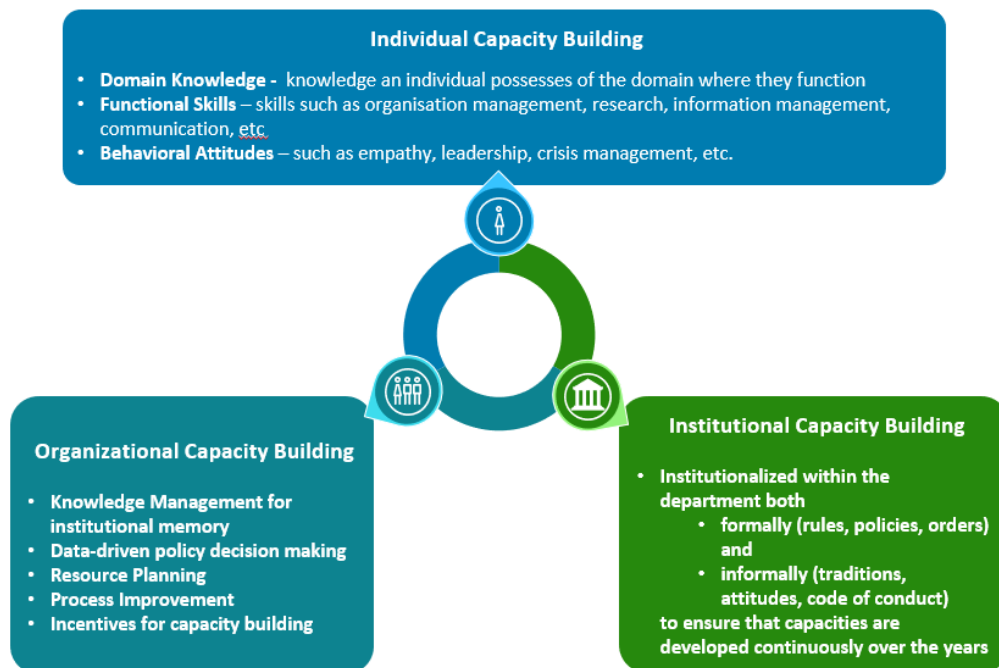 Individual Capacity Building
• Domain Knowledge - knowledge an individual possesses of the domain where they function
• Functional Skills – skills such as organisation management, research, information management,
communication, etc
• Behavioral Attitudes – such as empathy, leadership, crisis management, etc.
Organizational Capacity Building
• Knowledge Management for
institutional memory
• Data-driven policy decision making
• Resource Planning
• Process Improvement
• Incentives for capacity building
Institutional Capacity Building
• Institutionalized within the
department both
• formally (rules, policies, orders)
and
• informally (traditions,
attitudes, code of conduct)
to ensure that capacities are
developed continuously over the years